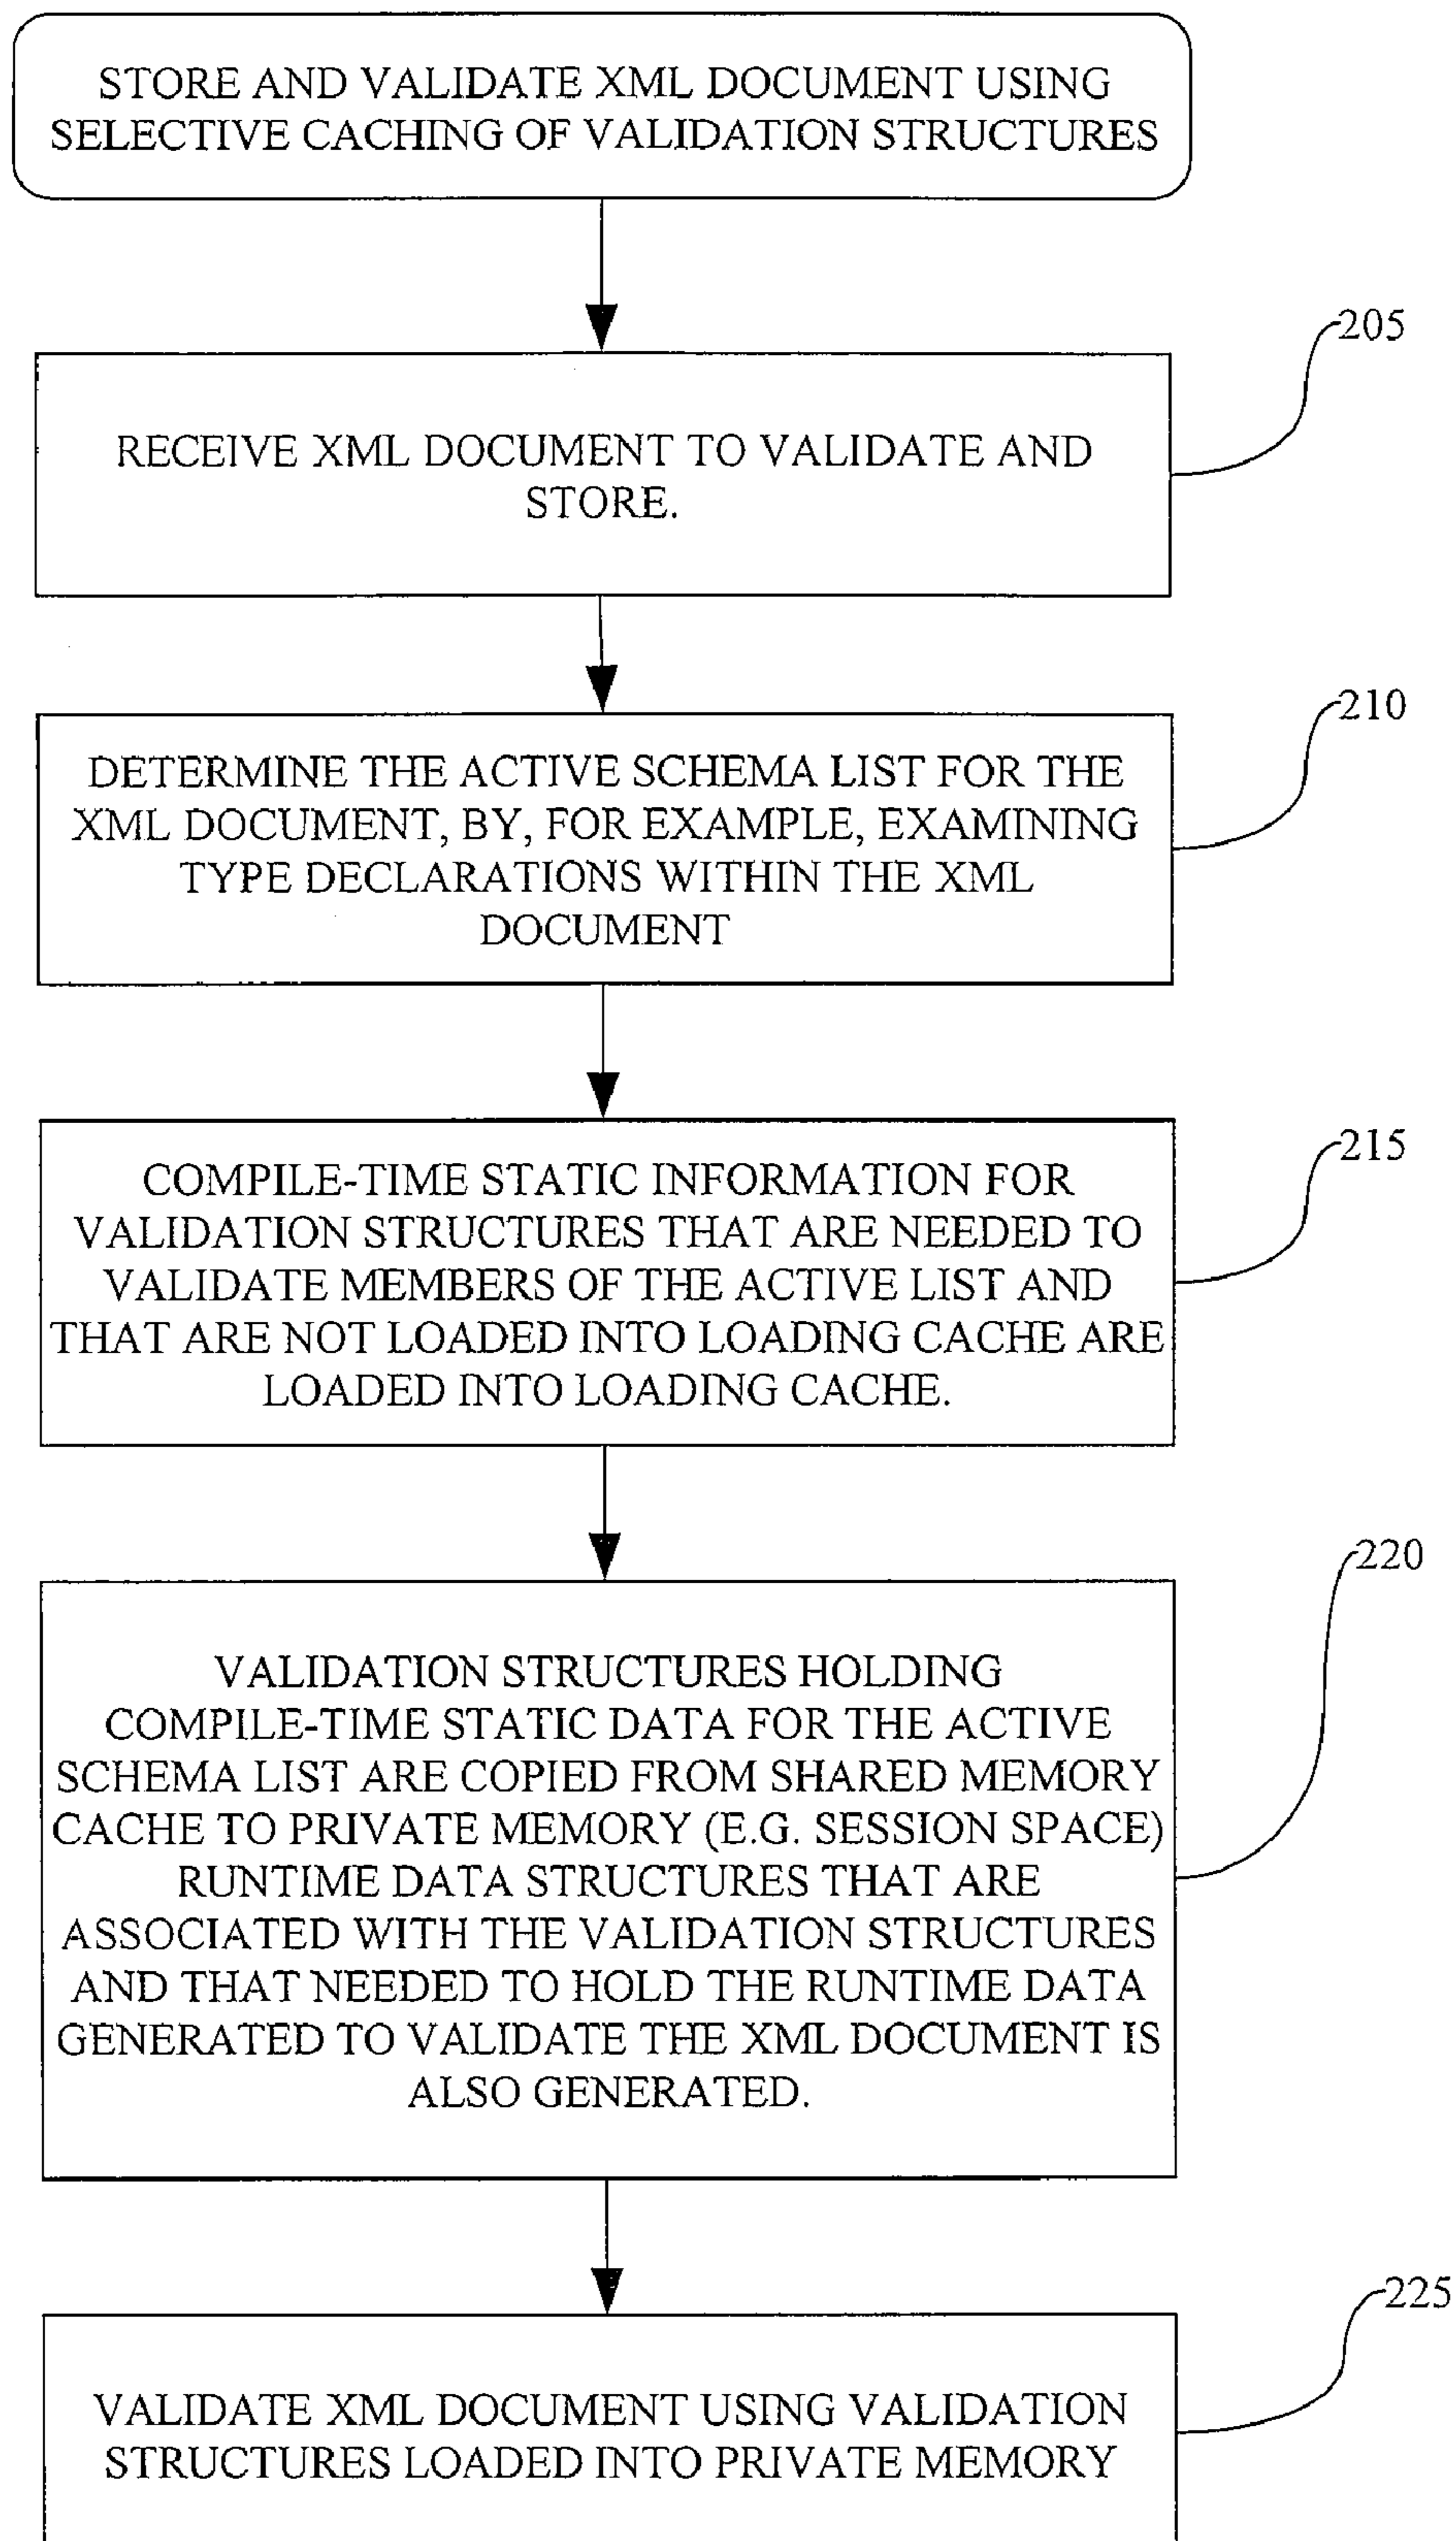 STORE AND VALIDATE XML DOCUMENT USING
SELECTIVE CACHING OF VALIDATION STRUCTURES
205
RECEIVE XML DOCUMENT TO VALIDATE AND
STORE.
210
DETERMINE THE ACTIVE SCHEMA LIST FOR THE
XML DOCUMENT, BY, FOR EXAMPLE, EXAMINING
TYPE DECLARATIONS WITHIN THE XML
DOCUMENT
215
COMPILE-TIME STATIC INFORMATION FOR
VALIDATION STRUCTURES THAT ARE NEEDED TO
VALIDATE MEMBERS OF THE ACTIVE LIST AND
THAT ARE NOT LOADED INTO LOADING CACHE ARE
LOADED INTO LOADING CACHE.
220
VALIDATION STRUCTURES HOLDING
COMPILE-TIME STATIC DATA FOR THE ACTIVE
SCHEMA LIST ARE COPIED FROM SHARED MEMORY
CACHE TO PRIVATE MEMORY (E.G. SESSION SPACE)
RUNTIME DATA STRUCTURES THAT ARE
ASSOCIATED WITH THE VALIDATION STRUCTURES
AND THAT NEEDED TO HOLD THE RUNTIME DATA
GENERATED TO VALIDATE THE XML DOCUMENT IS
ALSO GENERATED.
225
VALIDATE XML DOCUMENT USING VALIDATION
STRUCTURES LOADED INTO PRIVATE MEMORY